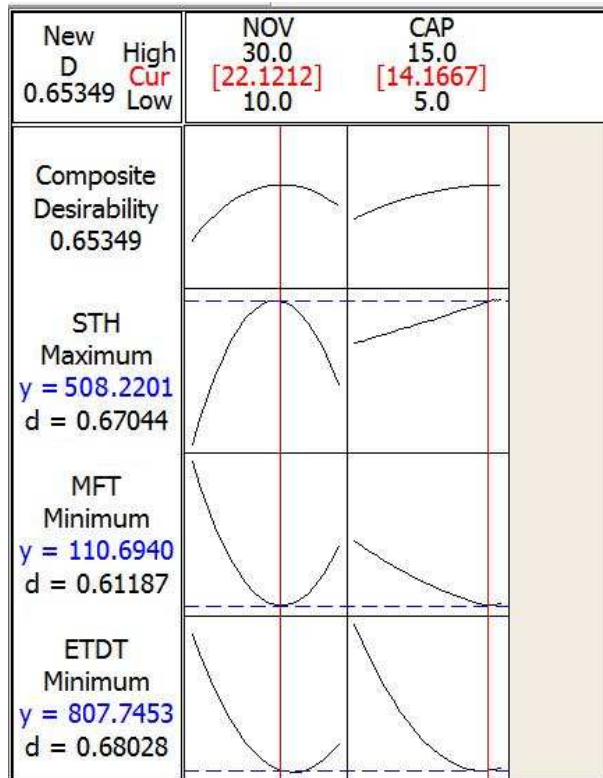 New
D
0.65349
High
Cur
Low
NOV
30.0
[22.1212]
10.0
CAP
15.0
[14.1667]
5.0
Composite
Desirability
0.65349
STH
Maximum
y = 508.2201
d = 0.67044
MFT
Minimum
y = 110.6940
d = 0.61187
ETDT
Minimum
y = 807.7453
d = 0.68028